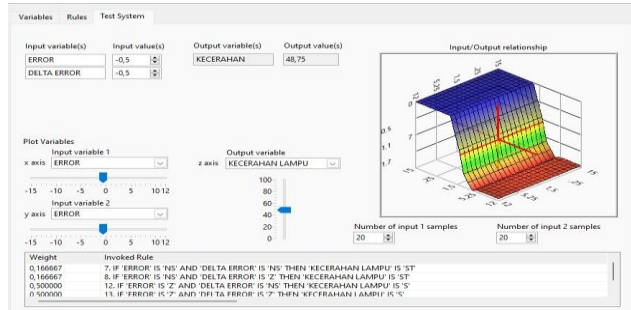 Variables Rules Test System
Input variable(s) Input value(s) Output variable(s) Output value(s)
ERROR -0,5 KECERAHAN 48,75
DELTA ERROR -0,5
Input/Output relationship
Plot Variables
Input variable 1
x axis ERROR
-15 -10 -5 0 5 10 12
Input variable 2
y axis ERROR
-15 -10 -5 0 5 10 12
Output variable
z axis KECERAHAN LAMPU
100
80
60
40
20
0
Number of input 1 samples Number of input 2 samples
20 20
Weight Invoked Rule
0,166667 7. IF 'ERROR' IS 'NS' AND 'DELTA ERROR' IS 'NS' THEN 'KECERAHAN LAMPU' IS 'ST'
0,166667 8. IF 'ERROR' IS 'NS' AND 'DELTA ERROR' IS 'Z' THEN 'KECERAHAN LAMPU' IS 'ST'
0,500000 12. IF 'ERROR' IS 'Z' AND 'DELTA ERROR' IS 'NS' THEN 'KECERAHAN LAMPU' IS 'S'
0,500000 13. IF 'ERROR' IS 'Z' AND 'DELTA ERROR' IS 'Z' THEN 'KECERAHAN LAMPU' IS 'S'